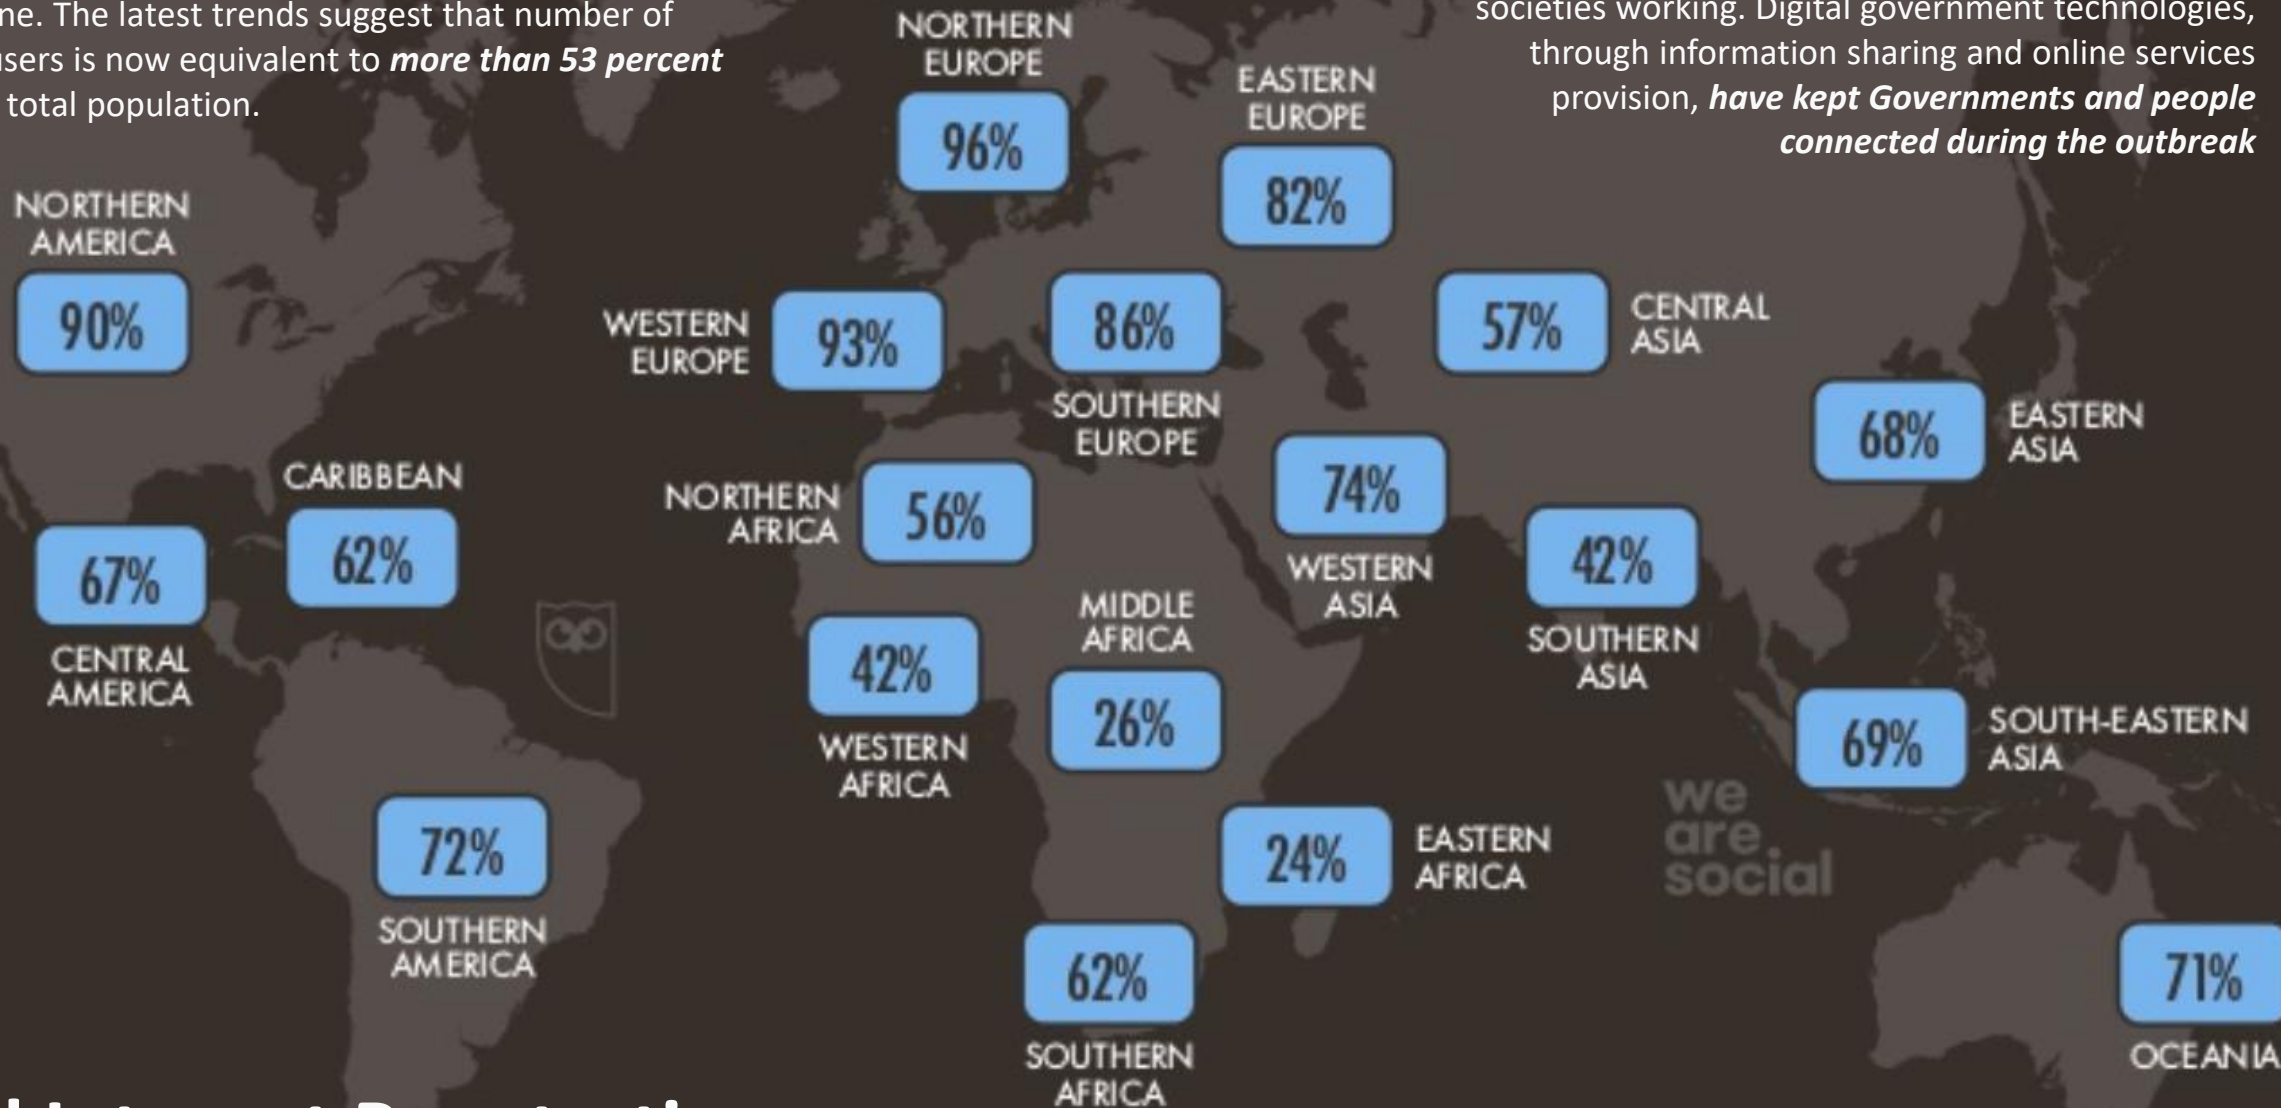 The latest trends suggest that number of
is now equivalent to more than 53 percent
total population.
societies working. Digital government technologies,
through information sharing and online services
provision, have kept Governments and people
connected during the outbreak
NORTHERN
EUROPE
96%
EASTERN
EUROPE
82%
NORTHERN
AMERICA
90%
WESTERN
EUROPE
93%
86%
SOUTHERN
EUROPE
57%
CENTRAL
ASIA
68%
EASTERN
ASIA
CARIBBEAN
62%
67%
CENTRAL
AMERICA
NORTHERN
AFRICA
56%
74%
WESTERN
ASIA
42%
SOUTHERN
ASIA
42%
WESTERN
AFRICA
MIDDLE
AFRICA
26%
69%
SOUTH-EASTERN
ASIA
72%
SOUTHERN
AMERICA
24%
EASTERN
AFRICA
we
are
social
62%
SOUTHERN
AFRICA
71%
OCEANIA